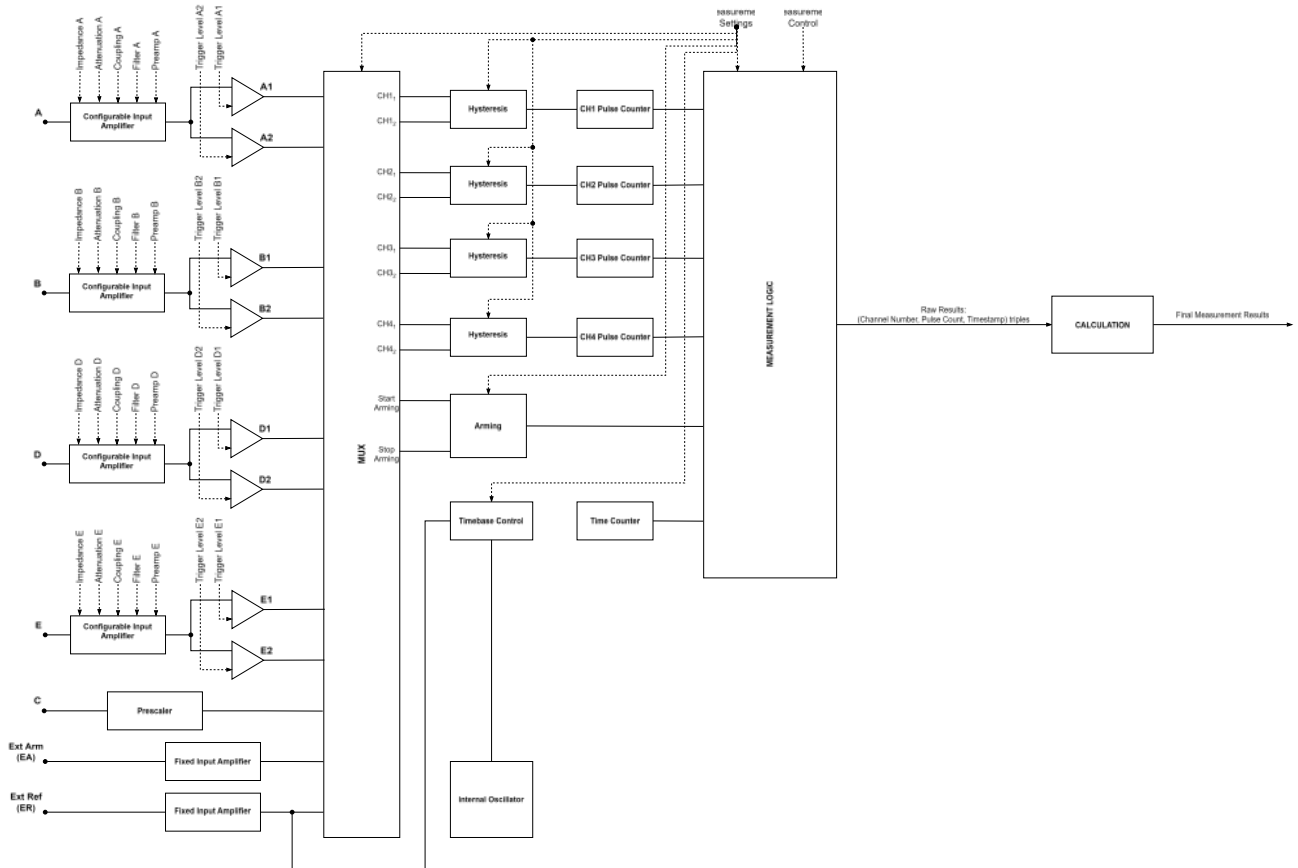 asureme
Settings
asureme
Control
Impedance A
Attenuation A
Coupling A
Filter A
Preamp A
Trigger Level A2
Trigger Level A1
A
Configurable Input
Amplifier
A1
A2
Impedance B
Attenuation B
Coupling B
Filter B
Preamp B
Trigger Level B2
Trigger Level B1
B
Configurable Input
Amplifier
B1
B2
Impedance D
Attenuation D
Coupling D
Filter D
Preamp D
Trigger Level D2
Trigger Level D1
D
Configurable Input
Amplifier
D1
D2
Impedance E
Attenuation E
Coupling E
Filter E
Preamp E
Trigger Level E2
Trigger Level E1
E
Configurable Input
Amplifier
E1
E2
C
Prescaler
Ext Arm
(EA)
Fixed Input Amplifier
Ext Ref
(ER)
Fixed Input Amplifier
MUX
CH1₁
CH1₂
Hysteresis
CH1 Pulse Counter
CH2₁
CH2₂
Hysteresis
CH2 Pulse Counter
CH3₁
CH3₂
Hysteresis
CH3 Pulse Counter
CH4₁
CH4₂
Hysteresis
CH4 Pulse Counter
Start
Arming
Stop
Arming
Arming
Timebase Control
Time Counter
Internal Oscillator
MEASUREMENT LOGIC
Raw Results:
(Channel Number, Pulse Count, Timestamp) triples
CALCULATION
Final Measurement Results